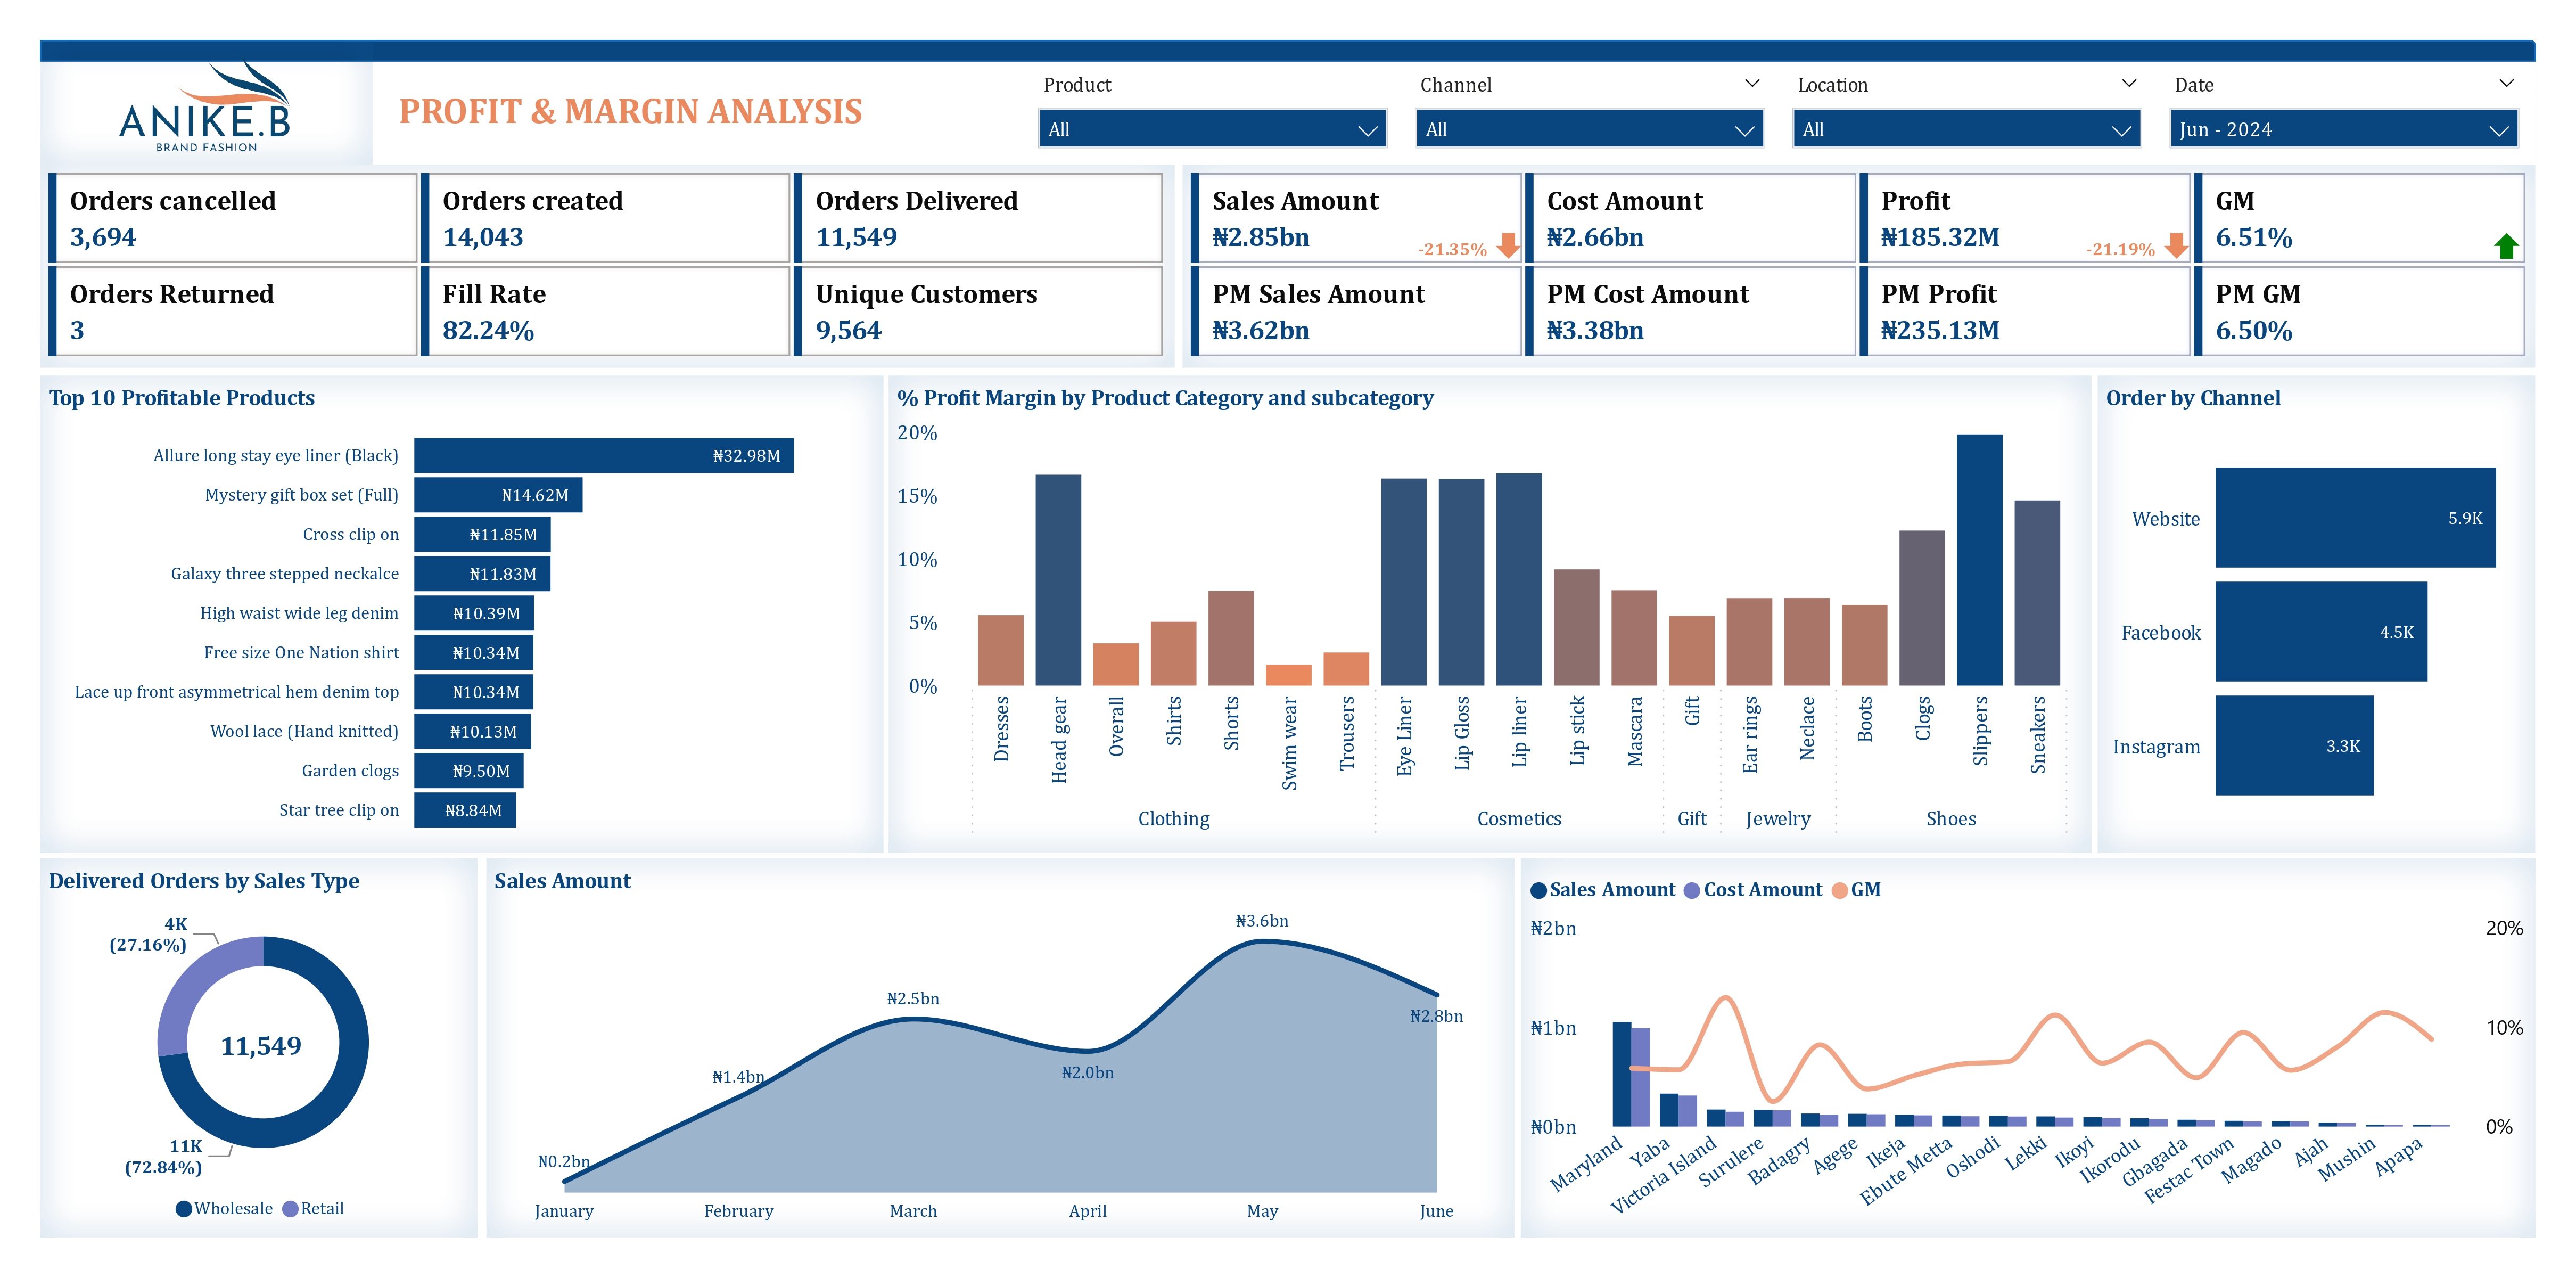 ANIKE.B
BRAND FASHION
PROFIT & MARGIN ANALYSIS
Product
All
Channel
All
Location
All
Date
Jun - 2024
Orders cancelled
3,694
Orders created
14,043
Orders Delivered
11,549
Orders Returned
3
Fill Rate
82.24%
Unique Customers
9,564
Sales Amount
₦2.85bn
-21.35%
Cost Amount
₦2.66bn
Profit
₦185.32M
-21.19%
GM
6.51%
PM Sales Amount
₦3.62bn
PM Cost Amount
₦3.38bn
PM Profit
₦235.13M
PM GM
6.50%
Top 10 Profitable Products
Allure long stay eye liner (Black) ₦32.98M
Mystery gift box set (Full) ₦14.62M
Cross clip on ₦11.85M
Galaxy three stepped neckalce ₦11.83M
High waist wide leg denim ₦10.39M
Free size One Nation shirt ₦10.34M
Lace up front asymmetrical hem denim top ₦10.34M
Wool lace (Hand knitted) ₦10.13M
Garden clogs ₦9.50M
Star tree clip on ₦8.84M
% Profit Margin by Product Category and subcategory
20%
15%
10%
5%
0%
Dresses
Head gear
Overall
Shirts
Shorts
Swim wear
Trousers
Eye Liner
Lip Gloss
Lip liner
Lip stick
Mascara
Gift
Ear rings
Neclace
Boots
Clogs
Slippers
Sneakers
Clothing
Cosmetics
Gift
Jewelry
Shoes
Order by Channel
Website 5.9K
Facebook 4.5K
Instagram 3.3K
Delivered Orders by Sales Type
4K
(27.16%)
11,549
11K
(72.84%)
Wholesale Retail
Sales Amount
₦0.2bn
₦1.4bn
₦2.5bn
₦2.0bn
₦3.6bn
₦2.8bn
January
February
March
April
May
June
Sales Amount Cost Amount GM
₦2bn
₦1bn
₦0bn
20%
10%
0%
Maryland
Yaba
Victoria Island
Surulere
Badagry
Agege
Ikeja
Ebute Metta
Oshodi
Lekki
Ikoyi
Ikorodu
Gbagada
Festac Town
Magado
Ajah
Mushin
Apapa